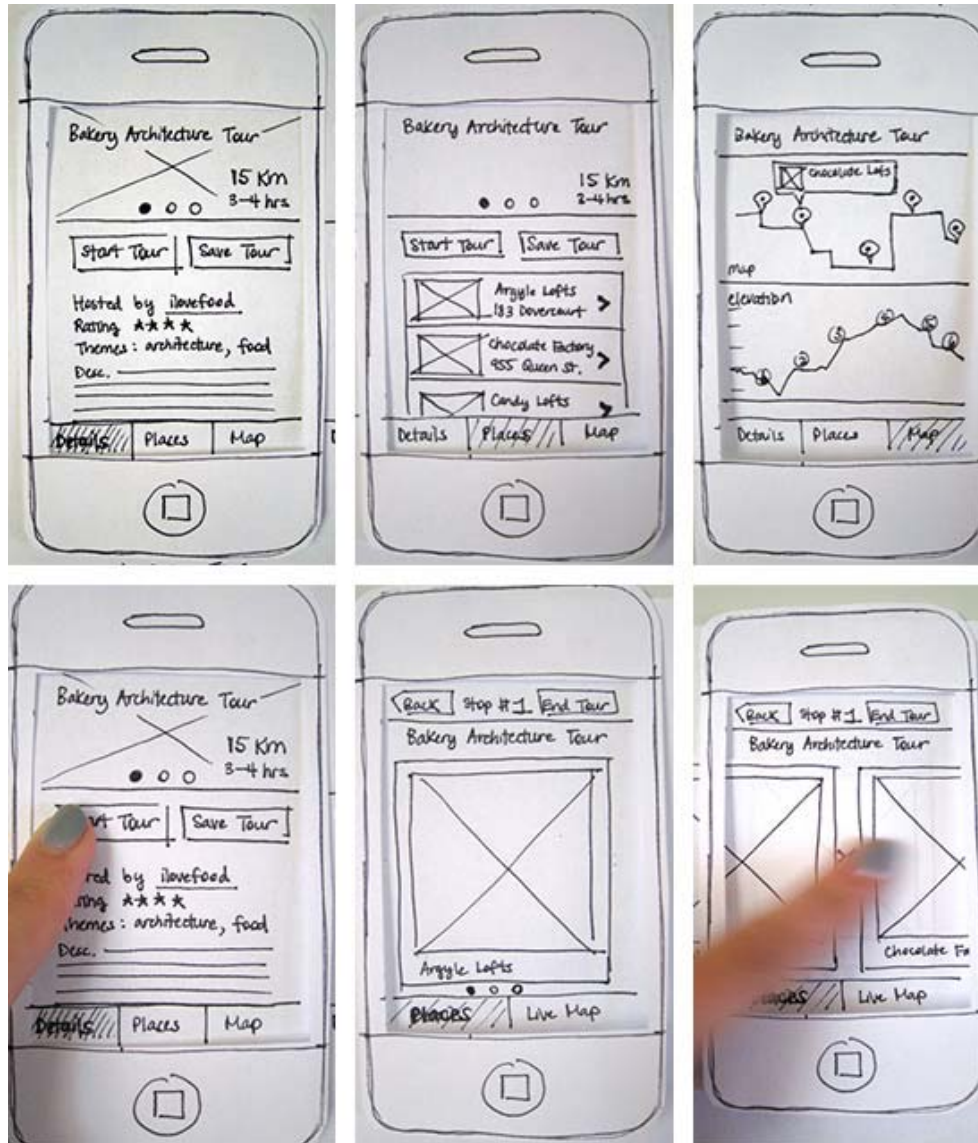 Bakery Architecture Tour
15 Km
3-4 hrs
Start Tour
Save Tour
Hosted by ilovefood
Rating ★★★★
Themes: architecture, food
Desc.
Details
Places
Map
Bakery Architecture Tour
15 Km
3-4 hrs
Start Tour
Save Tour
Argyle Lofts
183 Dovercourt
Chocolate Factory
955 Queen St.
Candy Lofts
Details
Places
Map
Bakery Architecture Tour
Chocolate Lofts
map
elevation
Details
Places
Map
Bakery Architecture Tour
15 Km
3-4 hrs
Tour
Save Tour
by ilovefood
★★★★
hemes: architecture, food
Desc.
Details
Places
Map
Back
Stop #1
End Tour
Bakery Architecture Tour
Argyle Lofts
Places
Live Map
Back
Stop #1
End Tour
Bakery Architecture Tour
Chocolate Fa
Places
Live Map